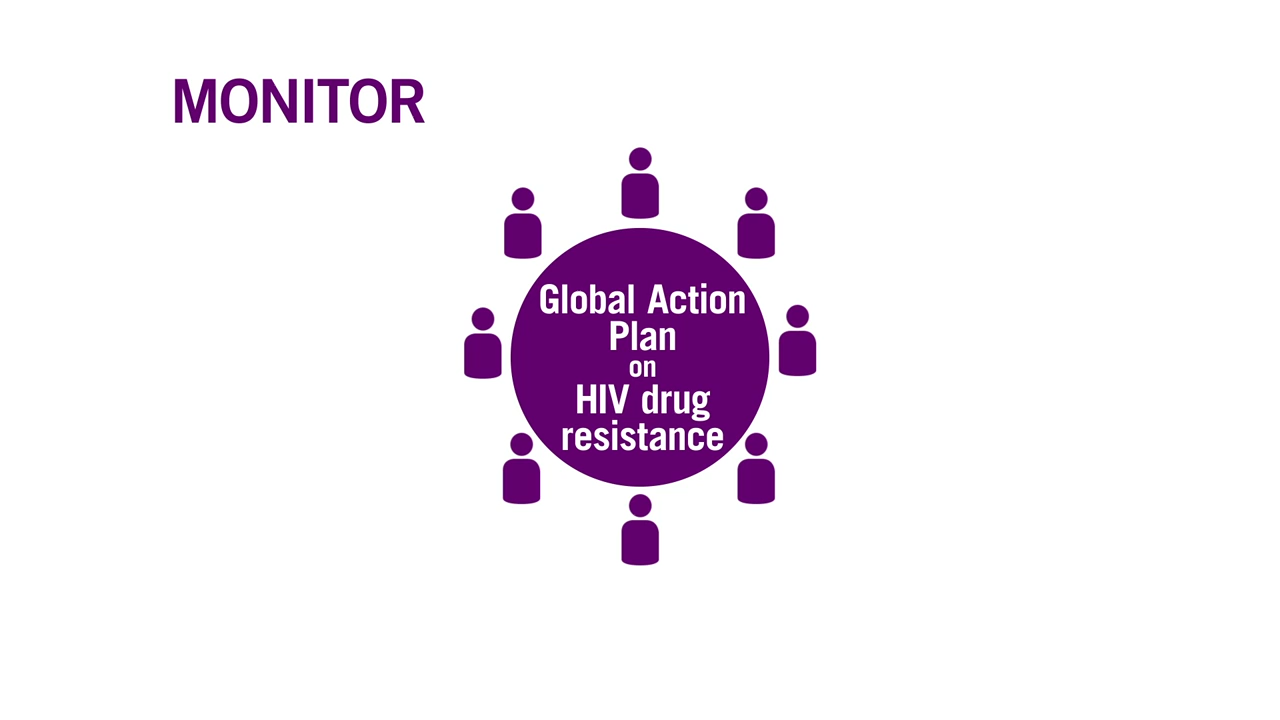 MONITOR
Global Action
Plan
on
HIV drug
resistance